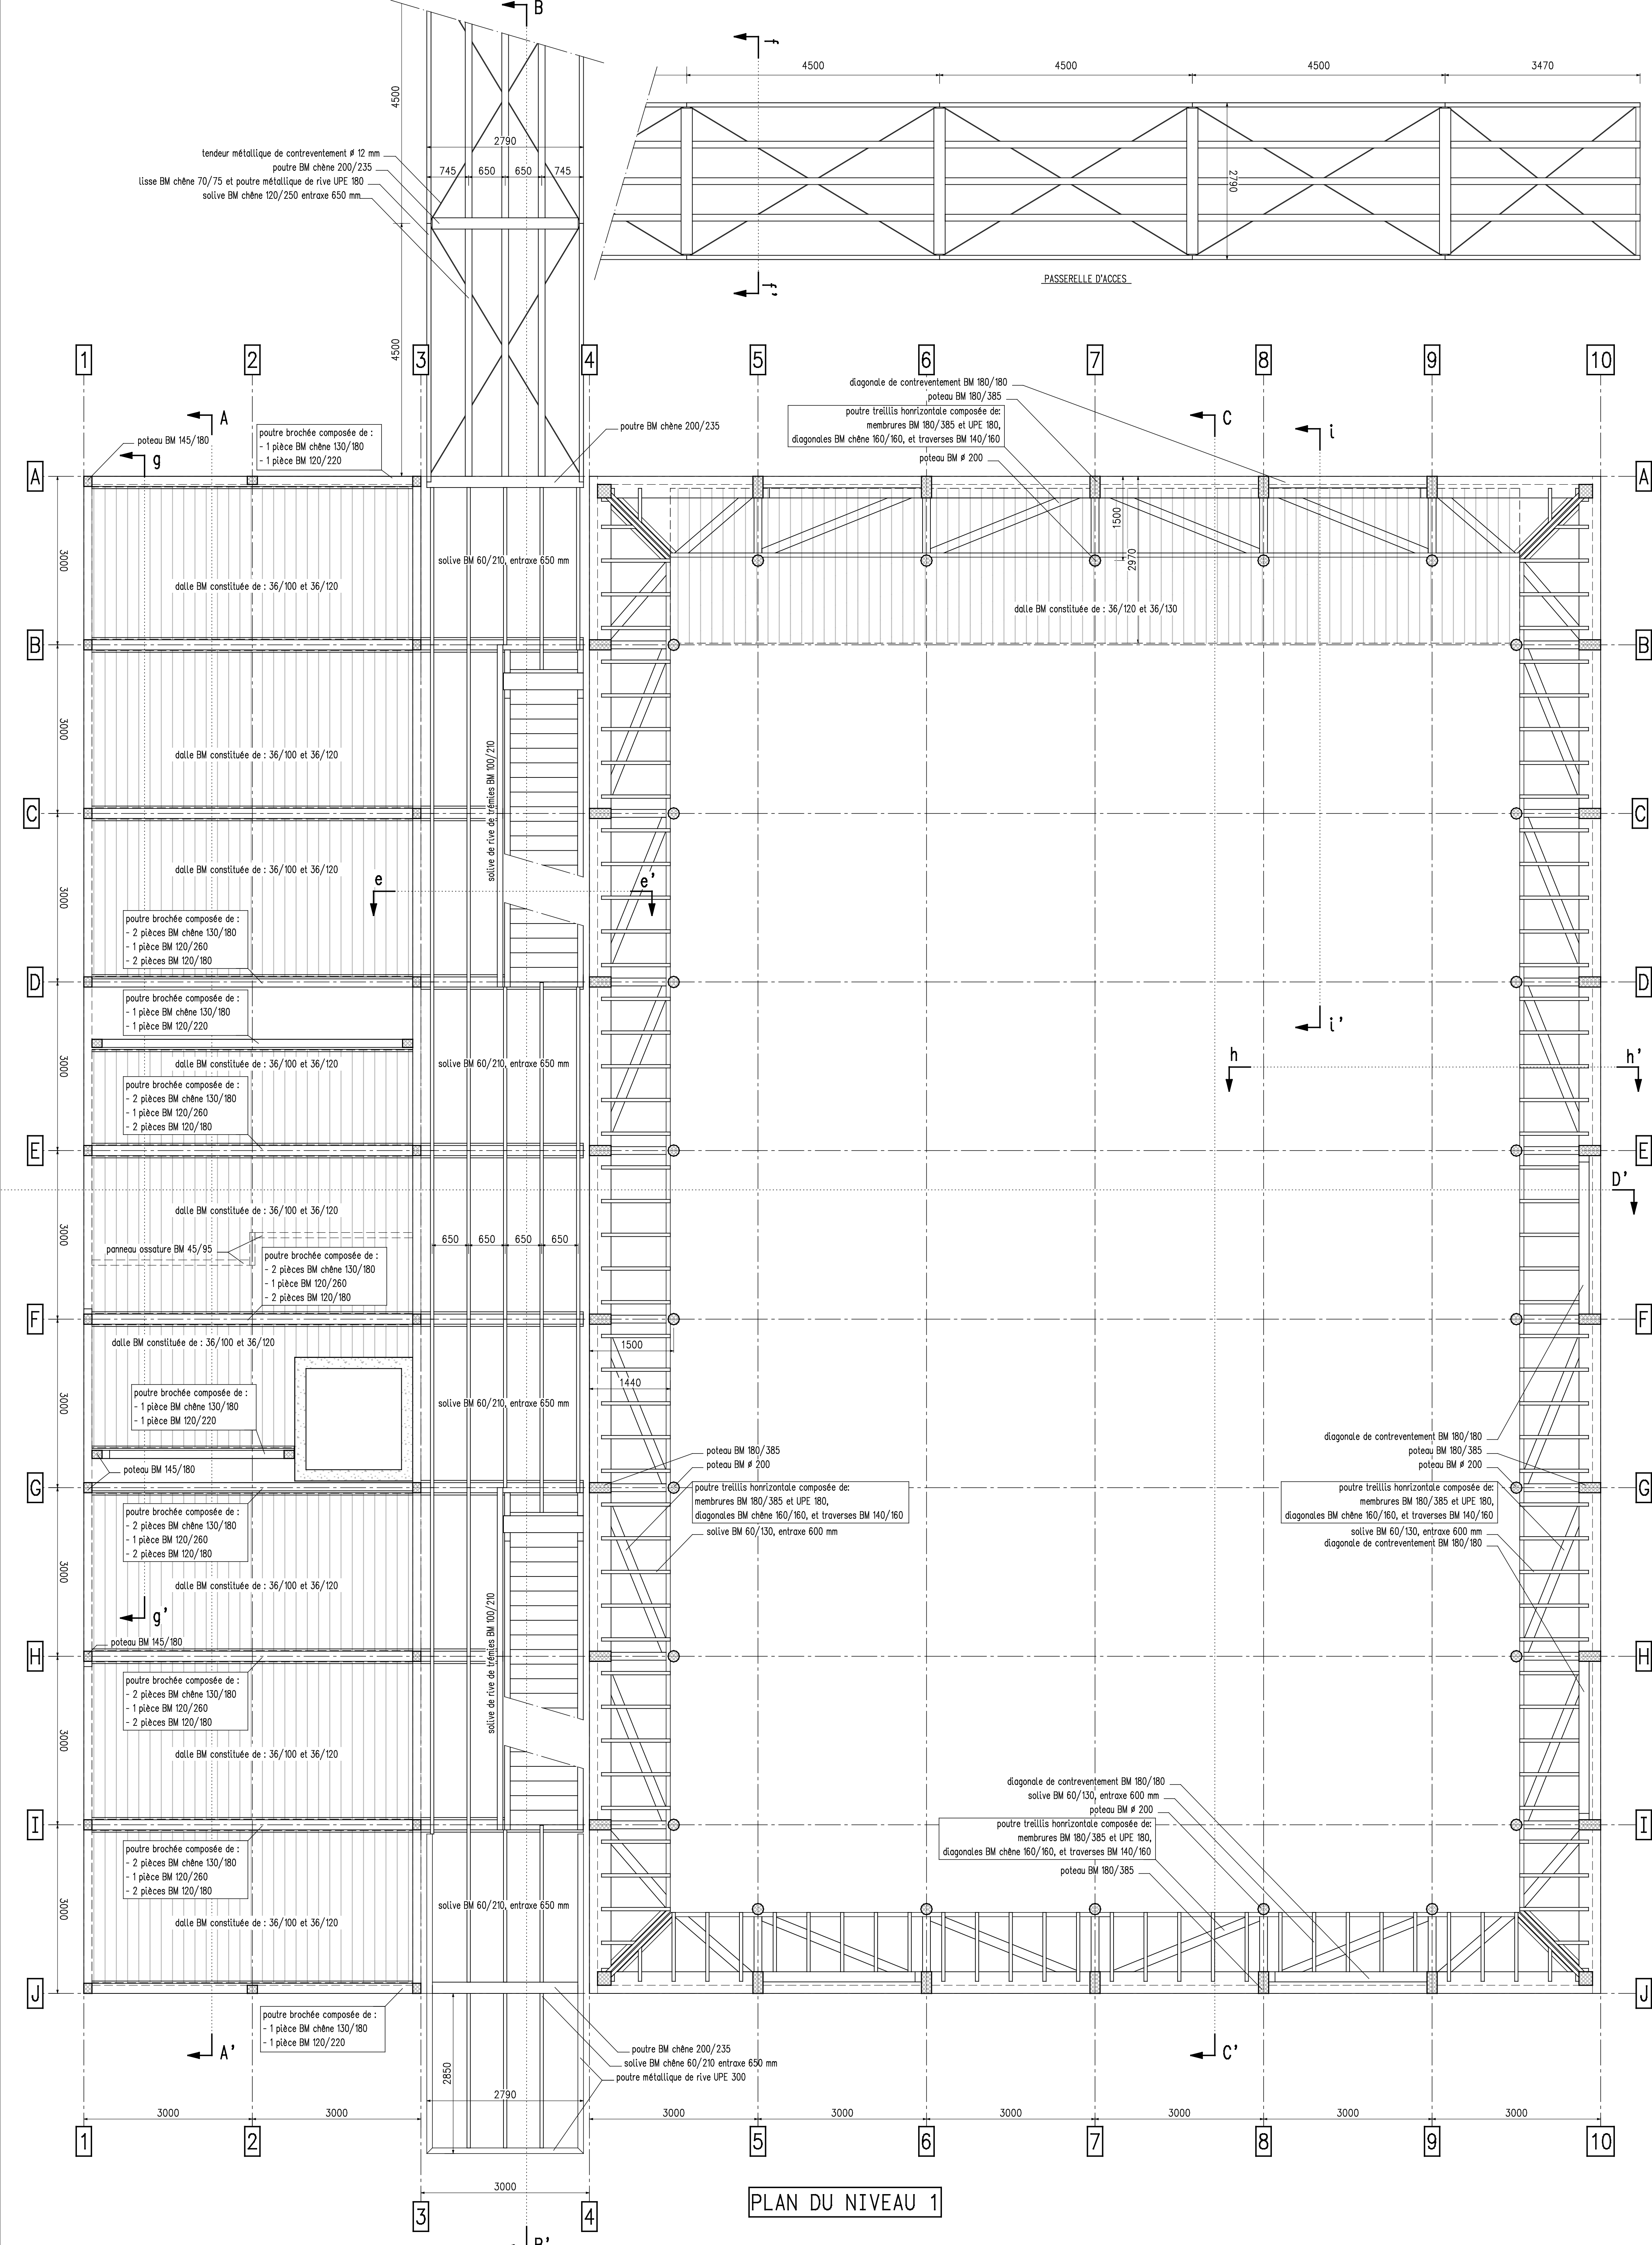 B
f
4500
4500
4500
3470
4500
2790
tendeur métallique de contreventement ø 12 mm
poutre BM chène 200/235
lisse BM chêne 70/75 et poutre métallique de rive UPE 180
solive BM chêne 120/250 entraxe 650 mm
745
650
650
745
2790
f'
PASSERELLE D'ACCES
4500
1
2
3
4
5
6
7
8
9
10
A
poteau BM 145/180
g
poutre brochée composée de :
- 1 pièce BM chêne 130/180
- 1 pièce BM 120/220
poutre BM chène 200/235
diagonale de contreventement BM 180/180
poteau BM 180/385
poutre treillis honrizontale composée de:
membrures BM 180/385 et UPE 180,
diagonales BM chêne 160/160, et traverses BM 140/160
poteau BM ø 200
C
i
A
A
3000
1500
2970
solive BM 60/210, entraxe 650 mm
dalle BM constituée de : 36/100 et 36/120
dalle BM constituée de : 36/120 et 36/130
B
B
3000
dalle BM constituée de : 36/100 et 36/120
solive de rive de trémies BM 100/210
C
C
3000
dalle BM constituée de : 36/100 et 36/120
e
e'
poutre brochée composée de :
- 2 pièces BM chêne 130/180
- 1 pièce BM 120/260
- 2 pièces BM 120/180
D
D
poutre brochée composée de :
- 1 pièce BM chêne 130/180
- 1 pièce BM 120/220
i'
3000
dalle BM constituée de : 36/100 et 36/120
solive BM 60/210, entraxe 650 mm
h
h'
poutre brochée composée de :
- 2 pièces BM chêne 130/180
- 1 pièce BM 120/260
- 2 pièces BM 120/180
E
E
D'
3000
dalle BM constituée de : 36/100 et 36/120
650
650
650
650
panneau ossature BM 45/95
poutre brochée composée de :
- 2 pièces BM chêne 130/180
- 1 pièce BM 120/260
- 2 pièces BM 120/180
F
F
dalle BM constituée de : 36/100 et 36/120
1500
1440
3000
poutre brochée composée de :
- 1 pièce BM chêne 130/180
- 1 pièce BM 120/220
solive BM 60/210, entraxe 650 mm
poteau BM 145/180
diagonale de contreventement BM 180/180
poteau BM 180/385
poteau BM ø 200
poteau BM 180/385
poteau BM ø 200
G
G
poutre treillis honrizontale composée de:
membrures BM 180/385 et UPE 180,
diagonales BM chêne 160/160, et traverses BM 140/160
solive BM 60/130, entraxe 600 mm
poutre treillis honrizontale composée de:
membrures BM 180/385 et UPE 180,
diagonales BM chêne 160/160, et traverses BM 140/160
solive BM 60/130, entraxe 600 mm
diagonale de contreventement BM 180/180
poutre brochée composée de :
- 2 pièces BM chêne 130/180
- 1 pièce BM 120/260
- 2 pièces BM 120/180
3000
dalle BM constituée de : 36/100 et 36/120
g'
solive de rive de trémies BM 100/210
poteau BM 145/180
H
H
poutre brochée composée de :
- 2 pièces BM chêne 130/180
- 1 pièce BM 120/260
- 2 pièces BM 120/180
3000
dalle BM constituée de : 36/100 et 36/120
diagonale de contreventement BM 180/180
solive BM 60/130, entraxe 600 mm
poteau BM ø 200
poutre treillis honrizontale composée de:
membrures BM 180/385 et UPE 180,
diagonales BM chêne 160/160, et traverses BM 140/160
poteau BM 180/385
I
I
poutre brochée composée de :
- 2 pièces BM chêne 130/180
- 1 pièce BM 120/260
- 2 pièces BM 120/180
3000
dalle BM constituée de : 36/100 et 36/120
solive BM 60/210, entraxe 650 mm
J
J
poutre brochée composée de :
- 1 pièce BM chêne 130/180
- 1 pièce BM 120/220
A'
C'
poutre BM chêne 200/235
solive BM chêne 60/210 entraxe 650 mm
poutre métallique de rive UPE 300
2850
2790
3000
3000
3000
3000
3000
3000
3000
3000
1
2
5
6
7
8
9
10
3000
3
4
PLAN DU NIVEAU 1
B'